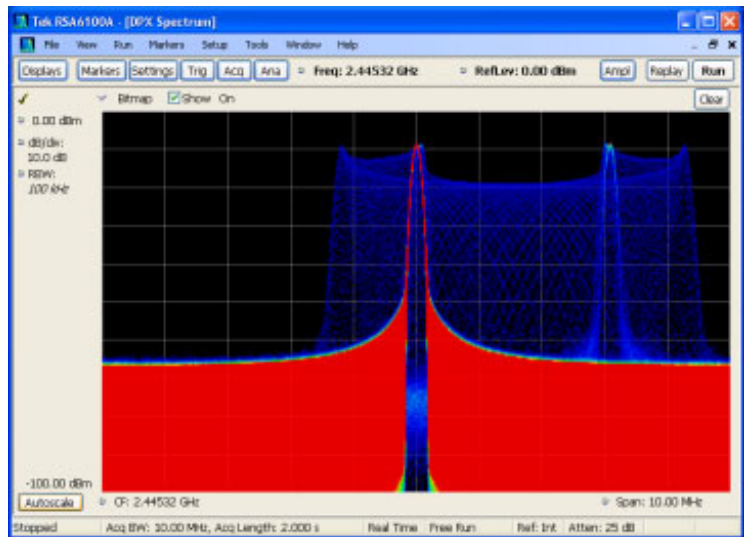 Tek RSA6100A - [DPX Spectrum]
File View Run Markers Setup Tools Window Help
Displays Markers Settings Trig Acq Ana Freq: 2.44532 GHz RefLev: 0.00 dBm Ampl Replay Run
Bitmap Show On Clear
0.00 dBm
dB/div:
10.0 dB
RBW:
100 kHz
-100.00 dBm
Autoscale CF: 2.44532 GHz Span: 10.00 MHz
Stopped Acq BW: 10.00 MHz, Acq Length: 2.000 s Real Time Free Run Ref: Int Atten: 25 dB